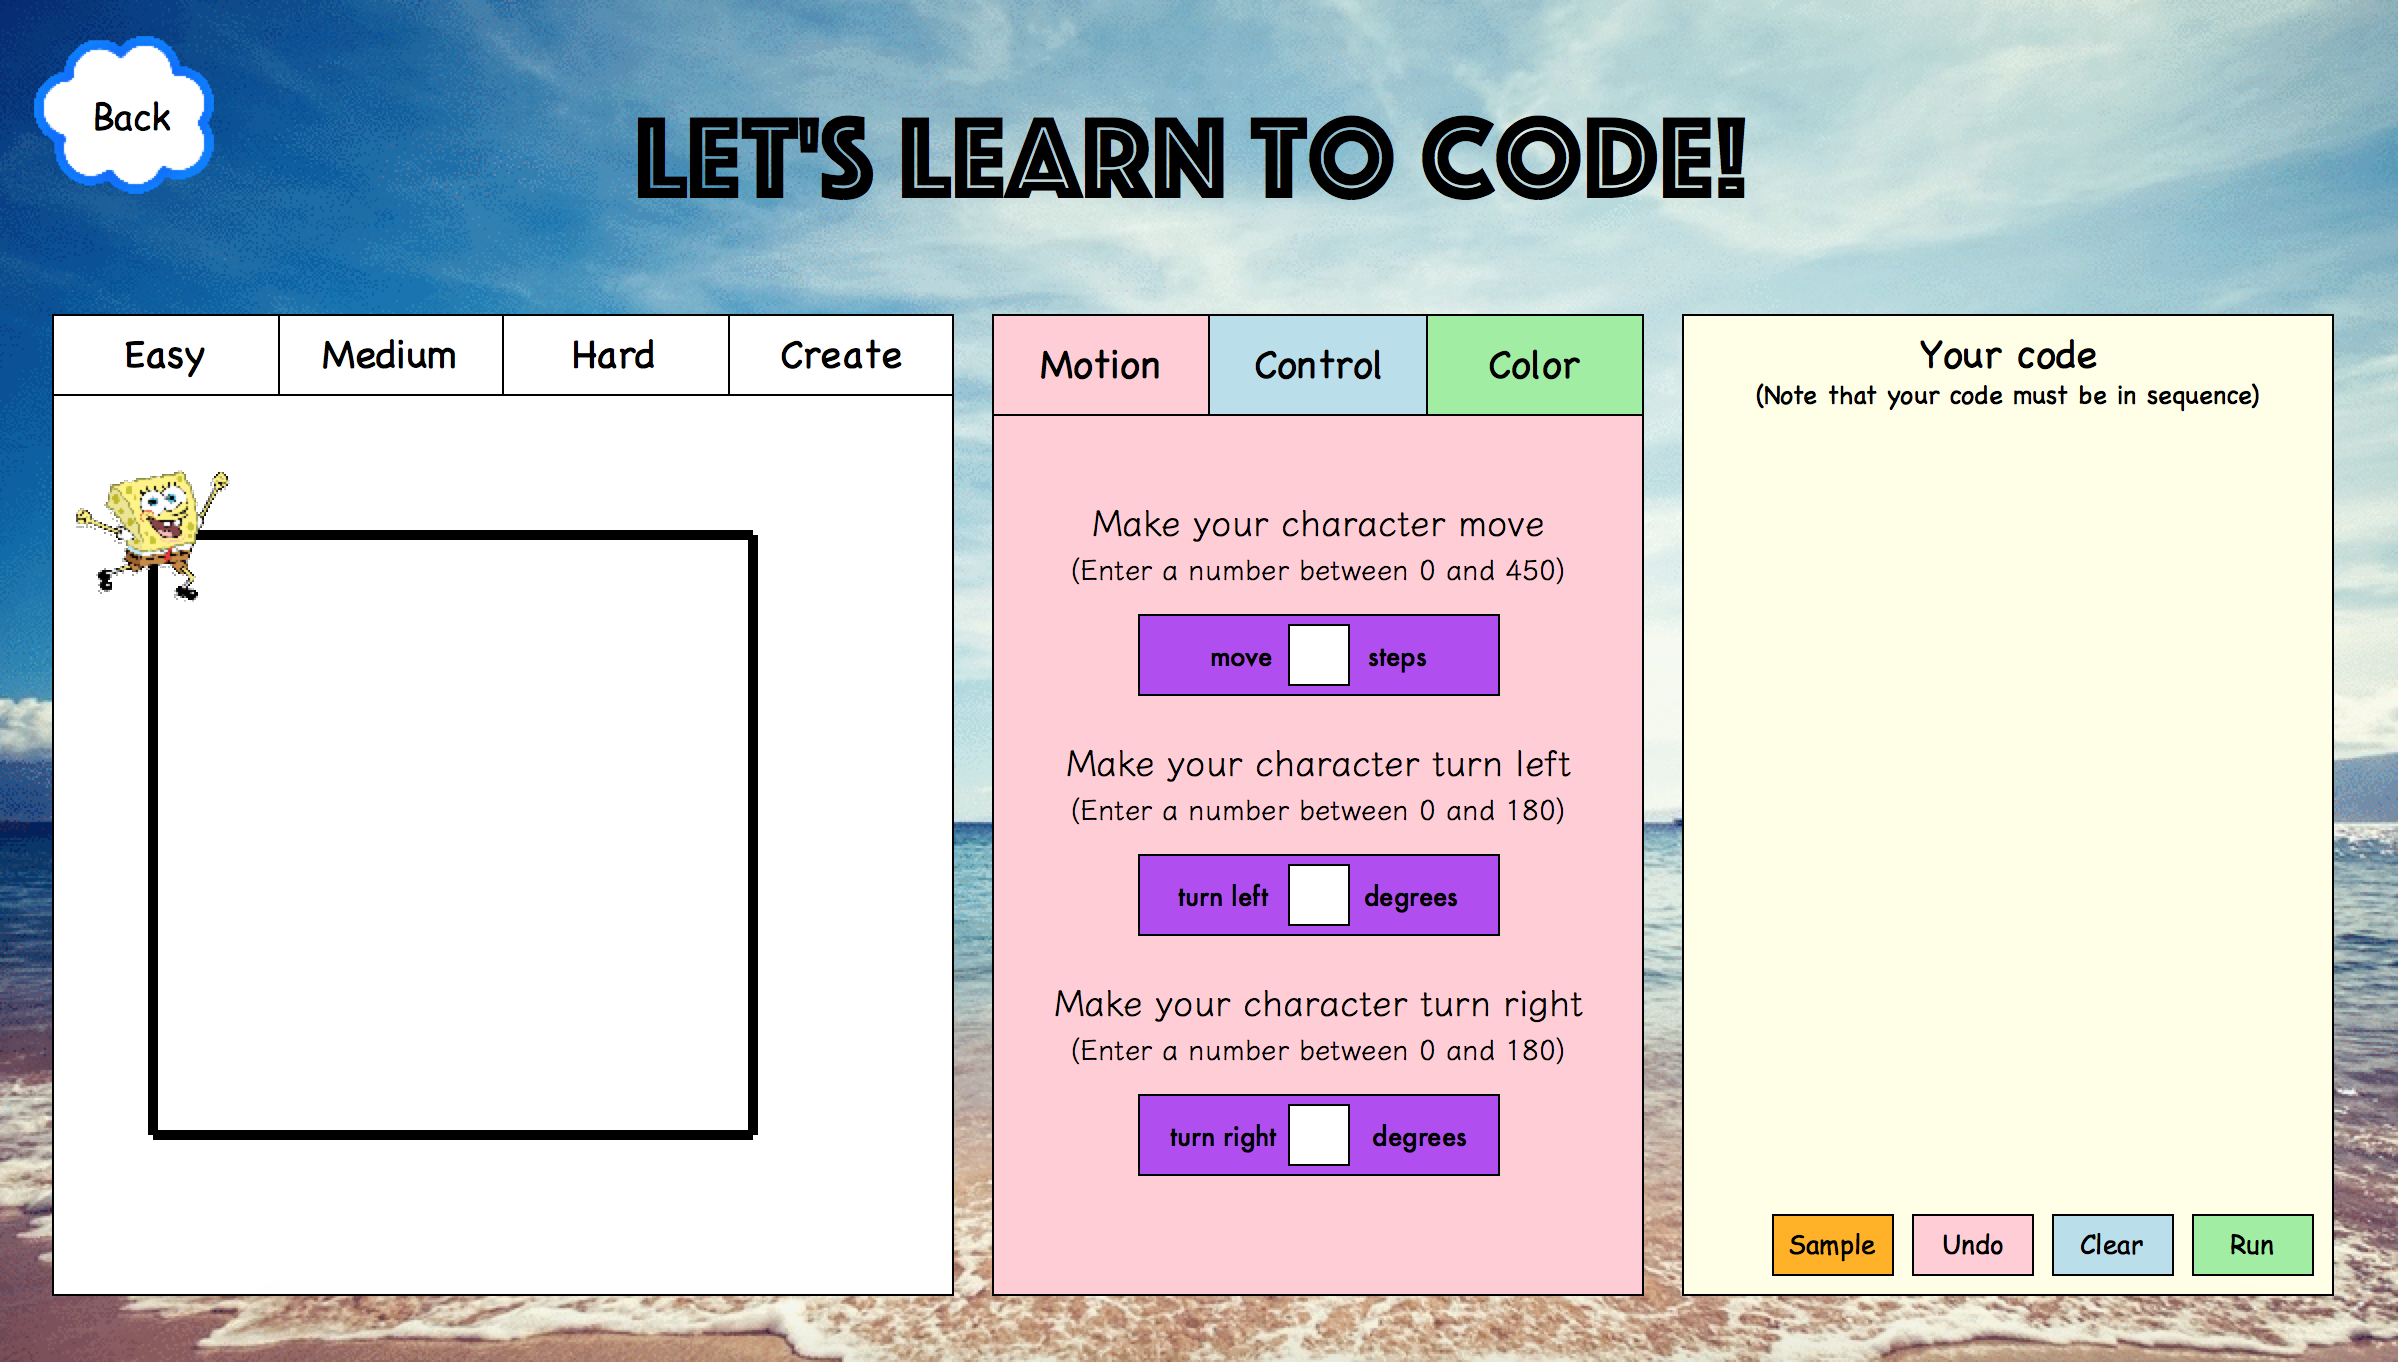 Back
LET'S LEARN TO CODE!
Easy
Medium
Hard
Create
Motion
Control
Color
Make your character move
(Enter a number between 0 and 450)
move steps
Make your character turn left
(Enter a number between 0 and 180)
turn left degrees
Make your character turn right
(Enter a number between 0 and 180)
turn right degrees
Your code
(Note that your code must be in sequence)
Sample
Undo
Clear
Run